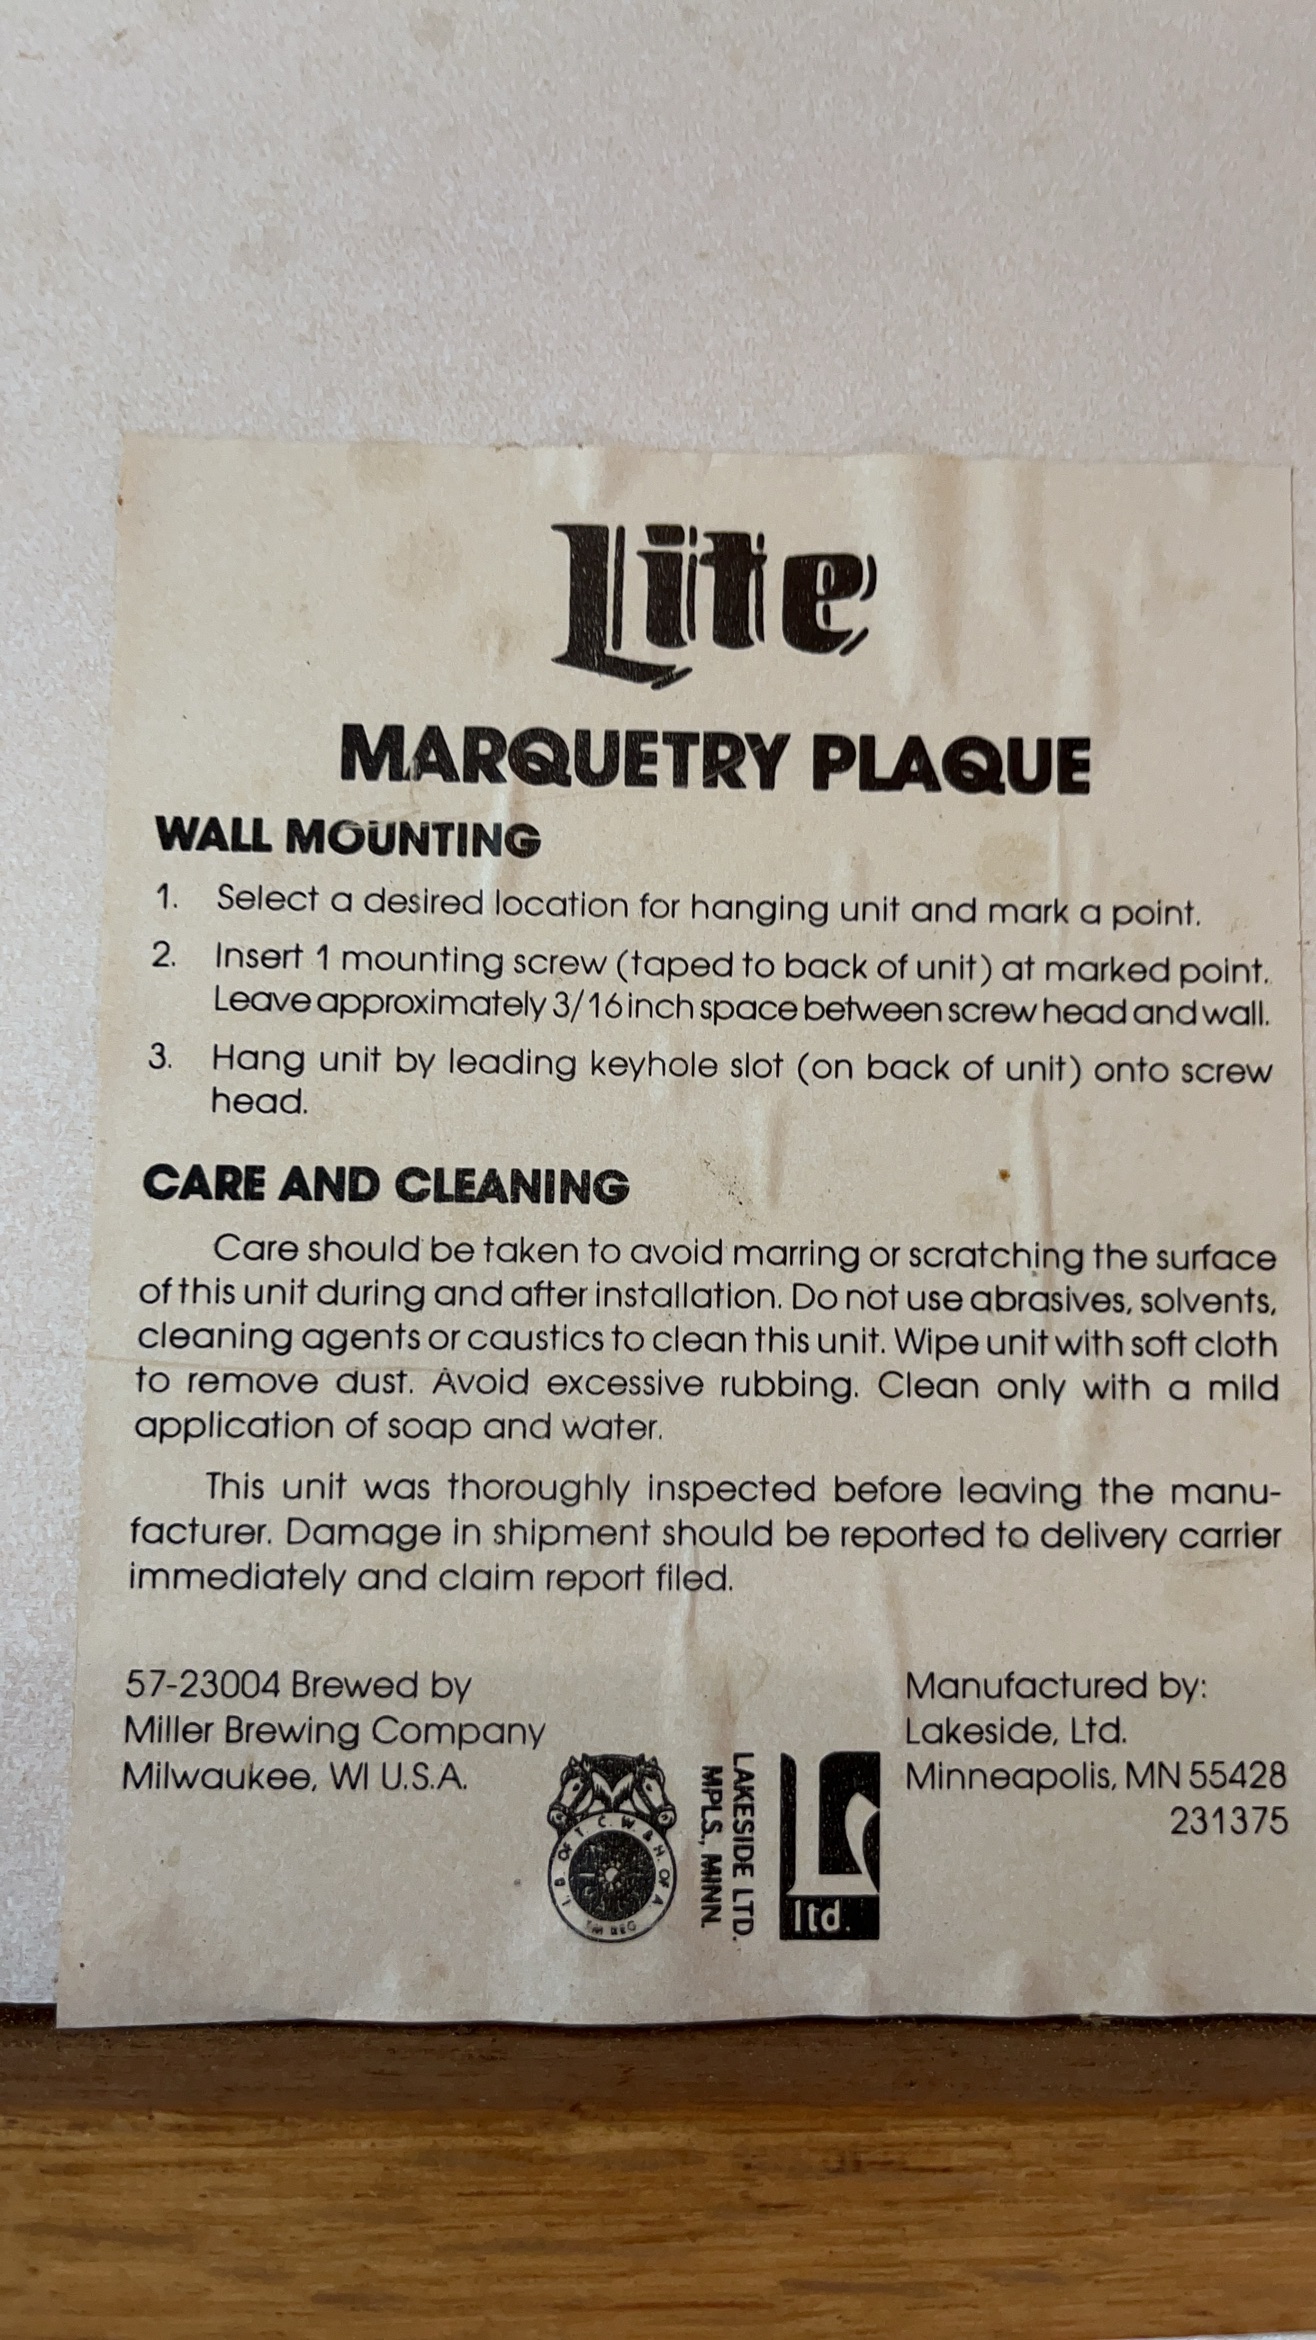 Lite
MARQUETRY PLAQUE
WALL MOUNTING
1. Select a desired location for hanging unit and mark a point.
2. Insert 1 mounting screw (taped to back of unit) at marked point.
Leave approximately 3/16 inch space between screw head and wall.
3. Hang unit by leading keyhole slot (on back of unit) onto screw
head.
CARE AND CLEANING
Care should be taken to avoid marring or scratching the surface
of this unit during and after installation. Do not use abrasives, solvents,
cleaning agents or caustics to clean this unit. Wipe unit with soft cloth
to remove dust. Avoid excessive rubbing. Clean only with a mild
application of soap and water.
This unit was thoroughly inspected before leaving the manu-
facturer. Damage in shipment should be reported to delivery carrier
immediately and claim report filed.
57-23004 Brewed by
Miller Brewing Company
Milwaukee, WI U.S.A.
I. B. OF T. C. W. & H. OF A.
LAKESIDE LTD.
MPLS., MINN.
ltd.
Manufactured by:
Lakeside, Ltd.
Minneapolis, MN 55428
231375